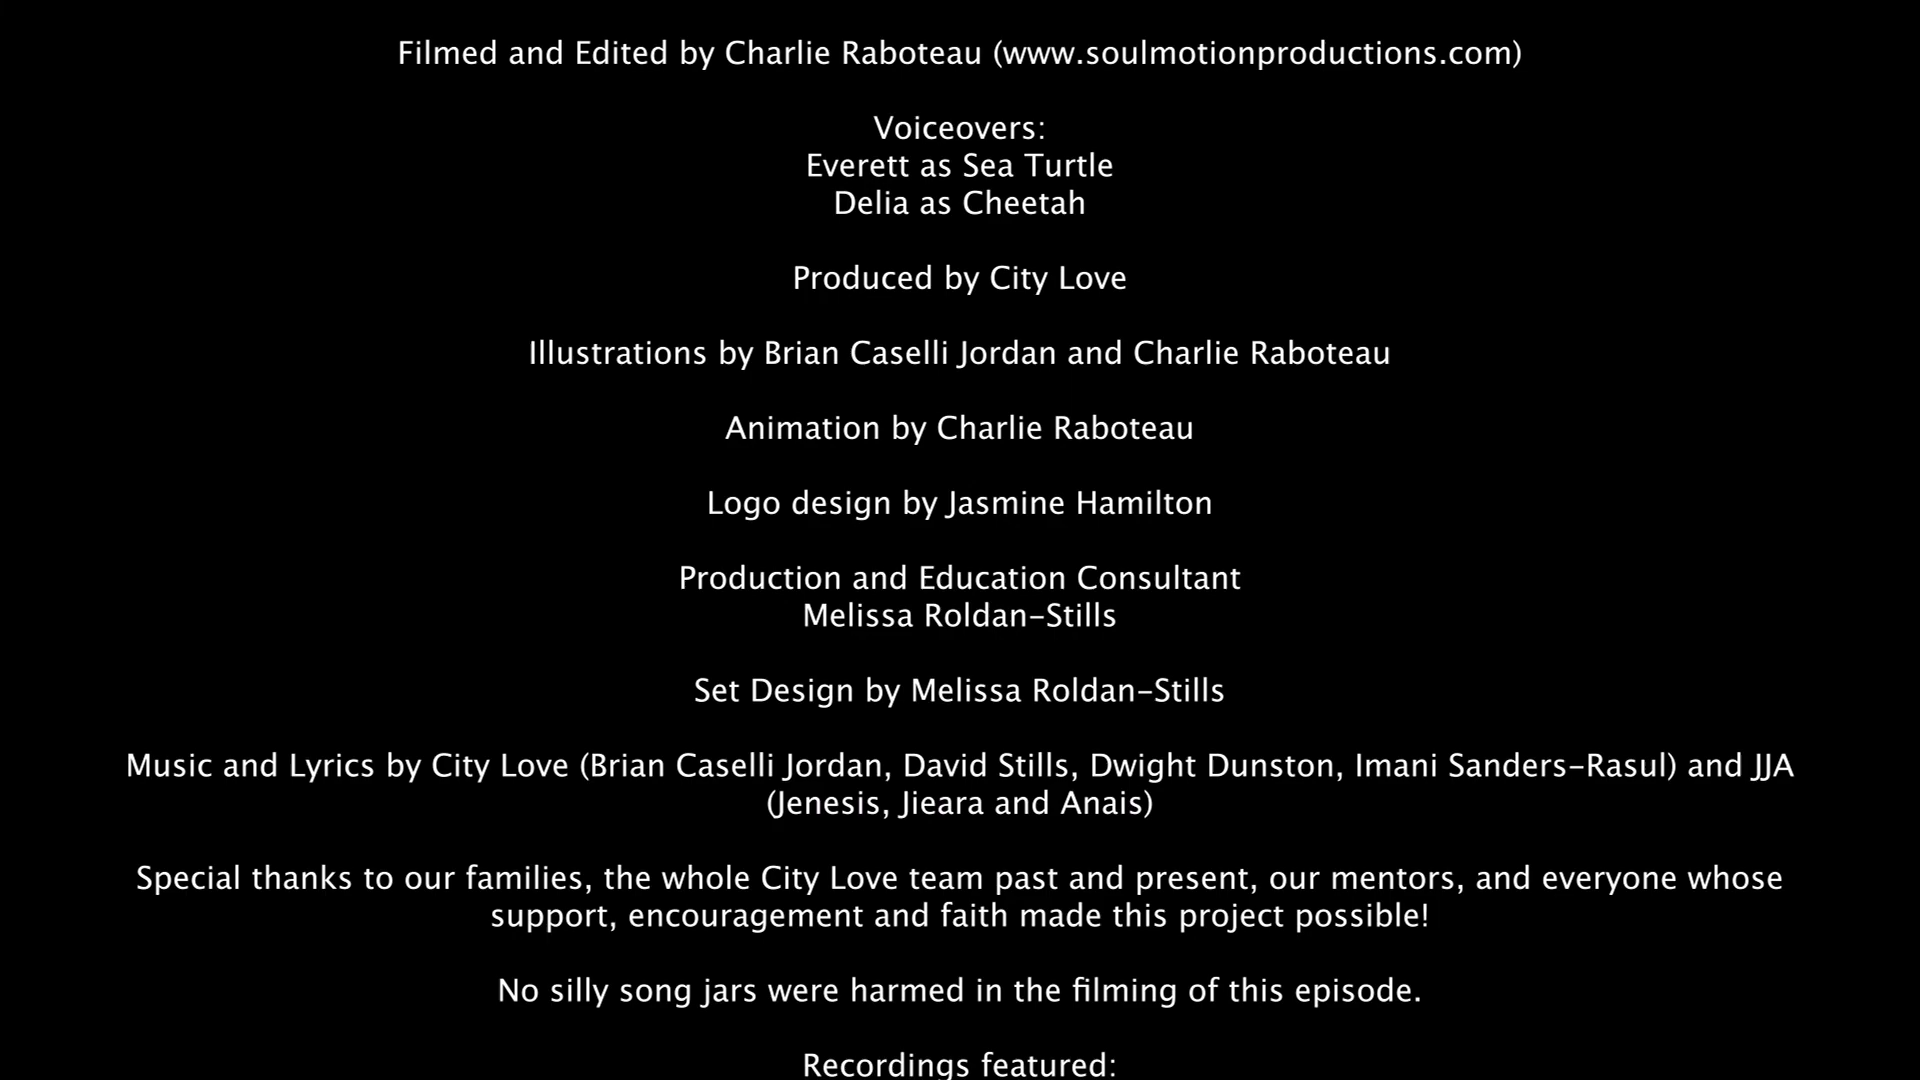 Filmed and Edited by Charlie Raboteau (www.soulmotionproductions.com)
Voiceovers:
Everett as Sea Turtle
Delia as Cheetah
Produced by City Love
Illustrations by Brian Caselli Jordan and Charlie Raboteau
Animation by Charlie Raboteau
Logo design by Jasmine Hamilton
Production and Education Consultant
Melissa Roldan-Stills
Set Design by Melissa Roldan-Stills
Music and Lyrics by City Love (Brian Caselli Jordan, David Stills, Dwight Dunston, Imani Sanders-Rasul) and JJA
(Jenesis, Jieara and Anais)
Special thanks to our families, the whole City Love team past and present, our mentors, and everyone whose
support, encouragement and faith made this project possible!
No silly song jars were harmed in the filming of this episode.
Recordings featured: